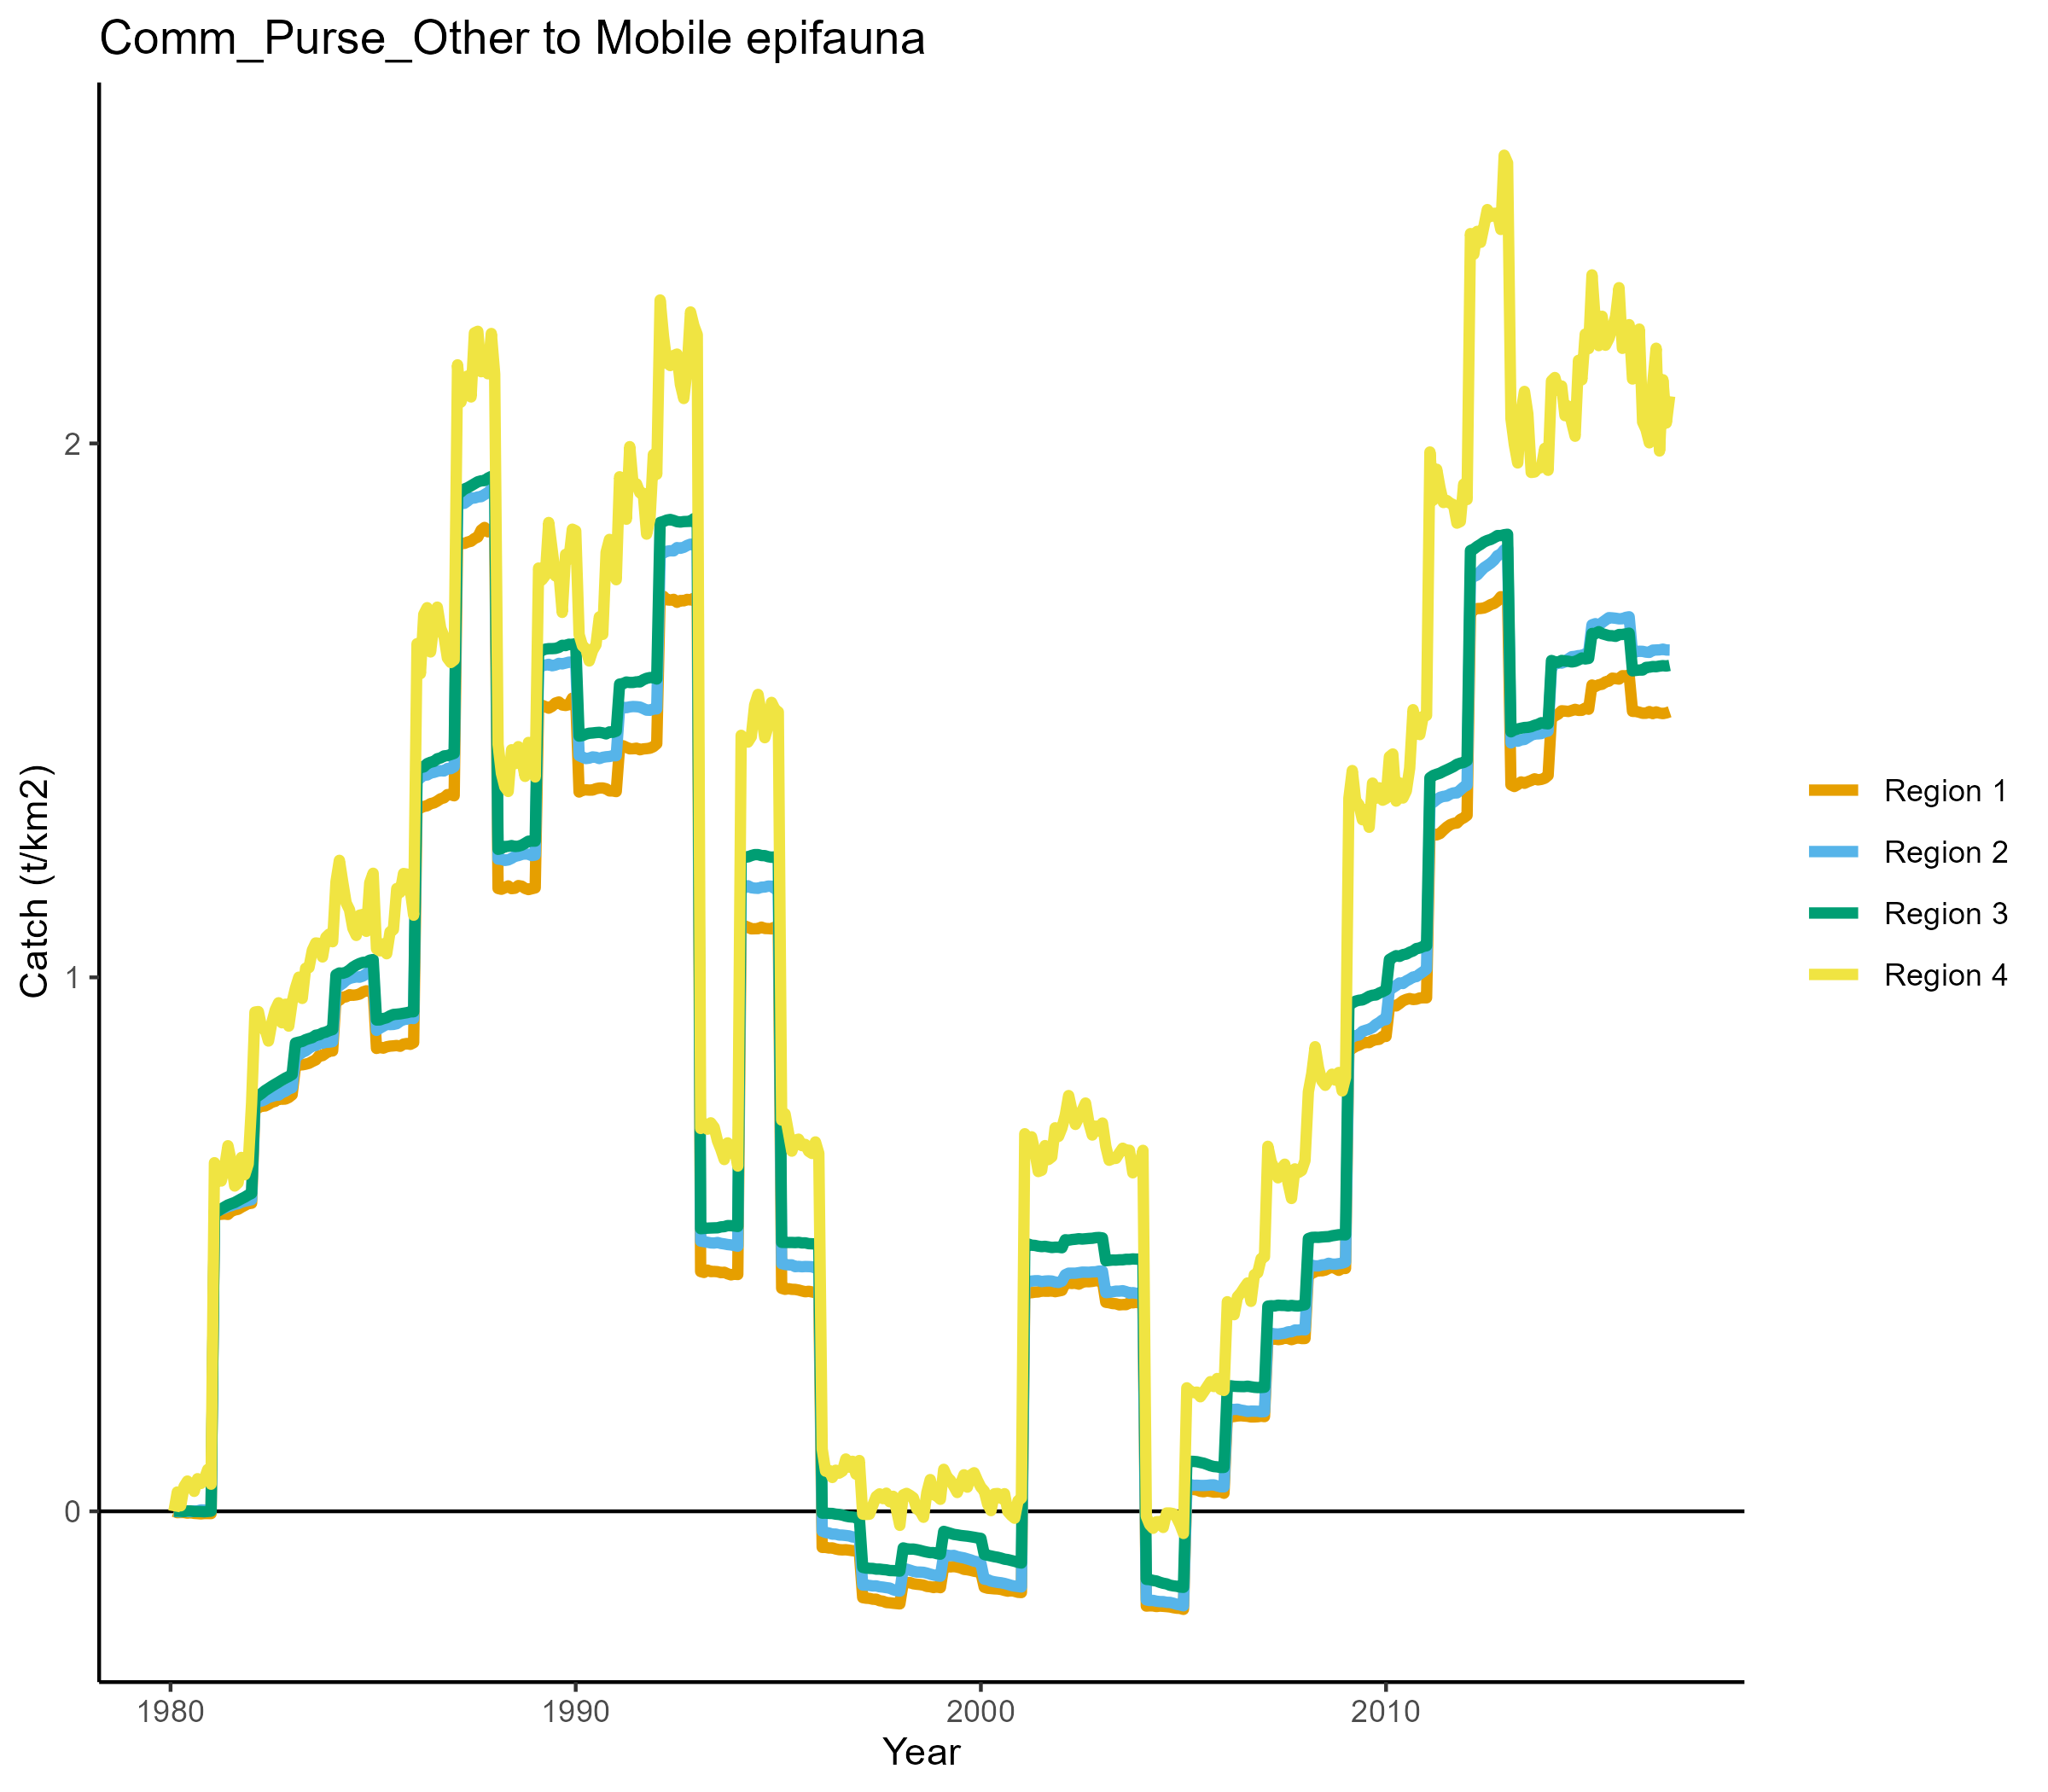 Comm_Purse_Other to Mobile epifauna
Catch (t/km2)
2
1
0
1980
1990
2000
2010
Year
Region 1
Region 2
Region 3
Region 4